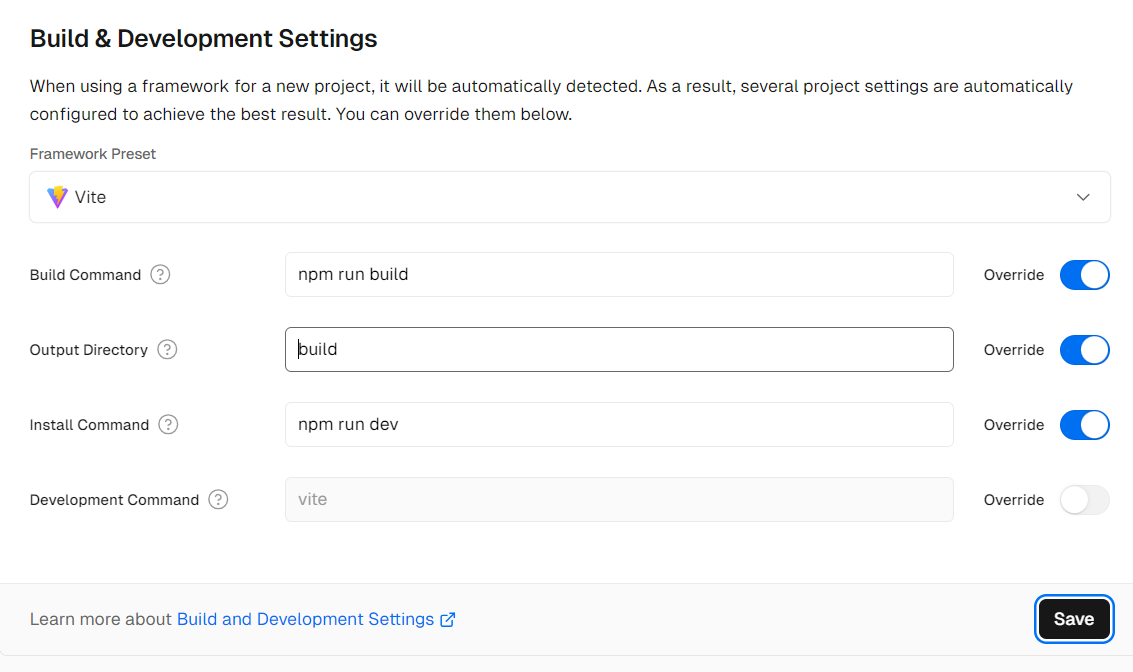 Build & Development Settings
When using a framework for a new project, it will be automatically detected. As a result, several project settings are automatically
configured to achieve the best result. You can override them below.
Framework Preset
Vite
Build Command ?
npm run build
Override
Output Directory ?
build
Override
Install Command ?
npm run dev
Override
Development Command ?
vite
Override
Learn more about Build and Development Settings
Save